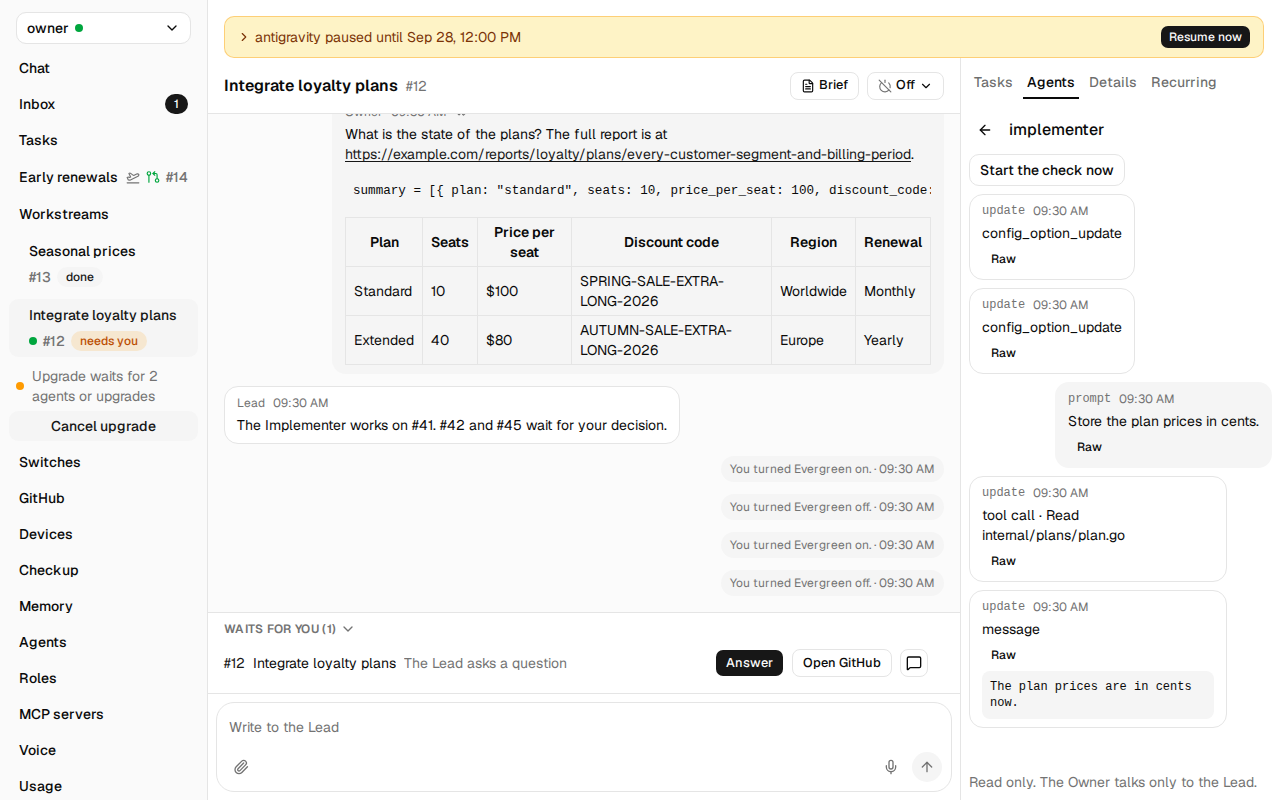 owner
Chat
Inbox 1
Tasks
Early renewals #14
Workstreams
Seasonal prices
#13 done
Integrate loyalty plans
#12 needs you
Upgrade waits for 2
agents or upgrades
Cancel upgrade
Switches
GitHub
Devices
Checkup
Memory
Agents
Roles
MCP servers
Voice
Usage
antigravity paused until Sep 28, 12:00 PM
Resume now
Integrate loyalty plans #12
Brief
Off
What is the state of the plans? The full report is at
https://example.com/reports/loyalty/plans/every-customer-segment-and-billing-period.
summary = [{ plan: "standard", seats: 10, price_per_seat: 100, discount_code:
Plan Seats Price per seat Discount code Region Renewal
Standard 10 $100 SPRING-SALE-EXTRA-LONG-2026 Worldwide Monthly
Extended 40 $80 AUTUMN-SALE-EXTRA-LONG-2026 Europe Yearly
Lead 09:30 AM
The Implementer works on #41. #42 and #45 wait for your decision.
You turned Evergreen on. · 09:30 AM
You turned Evergreen off. · 09:30 AM
You turned Evergreen on. · 09:30 AM
You turned Evergreen off. · 09:30 AM
WAITS FOR YOU (1)
#12 Integrate loyalty plans The Lead asks a question
Answer
Open GitHub
Write to the Lead
Tasks Agents Details Recurring
implementer
Start the check now
update 09:30 AM
config_option_update
Raw
update 09:30 AM
config_option_update
Raw
prompt 09:30 AM
Store the plan prices in cents.
Raw
update 09:30 AM
tool call · Read
internal/plans/plan.go
Raw
update 09:30 AM
message
Raw
The plan prices are in cents
now.
Read only. The Owner talks only to the Lead.